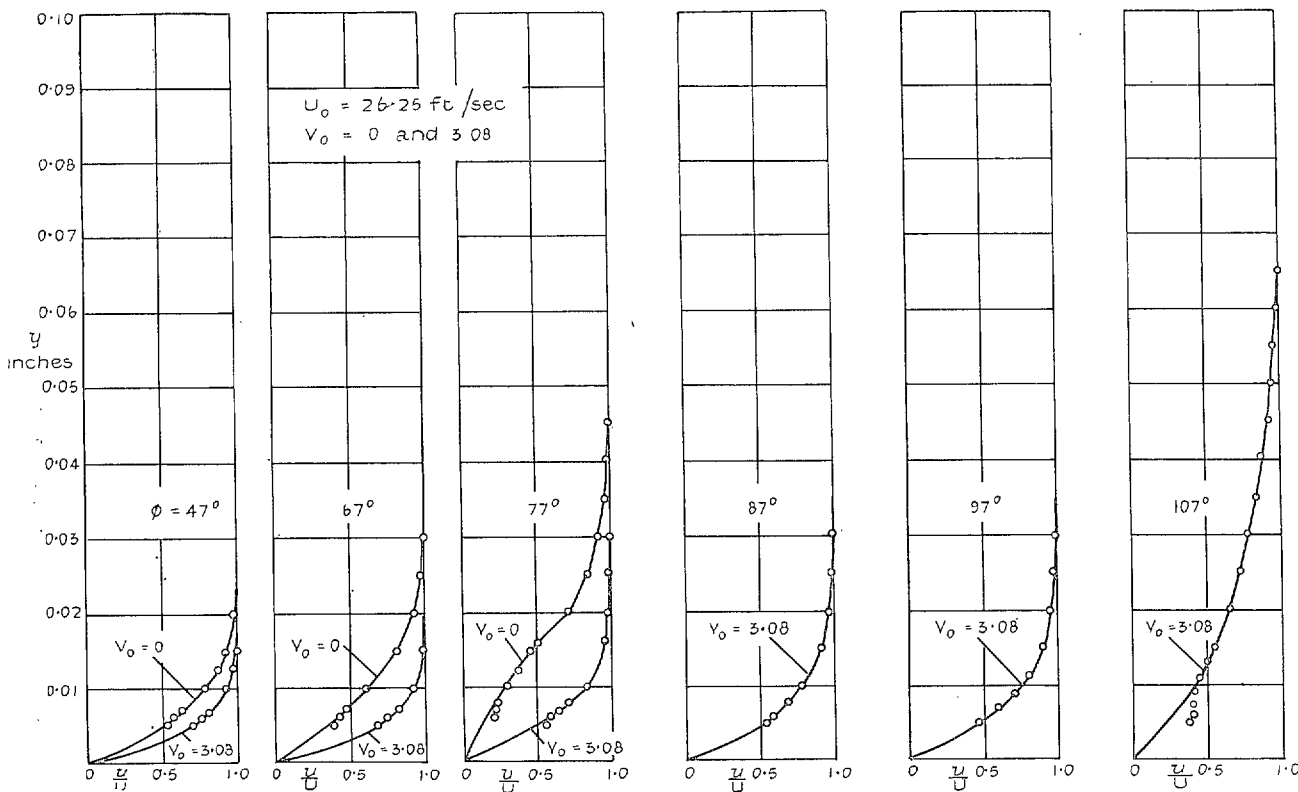 0·10
0·09
0·08
0·07
0·06
y
inches
0·05
0·04
0·03
0·02
0·01
0
U₀ = 26·25 ft/sec
V₀ = 0 and 3 08
φ = 47°
67°
77°
87°
97°
107°
V₀ = 0
V₀ = 3·08
V₀ = 0
V₀ = 3·08
V₀ = 0
V₀ = 3·08
V₀ = 3·08
V₀ = 3·08
V₀ = 3·08
0 u/U 0·5 1·0
0 u/U 0·5 1·0
0 u/U 0·5 1·0
0 u/U 0·5 1·0
0 u/U 0·5 1·0
0 u/U 0·5 1·0